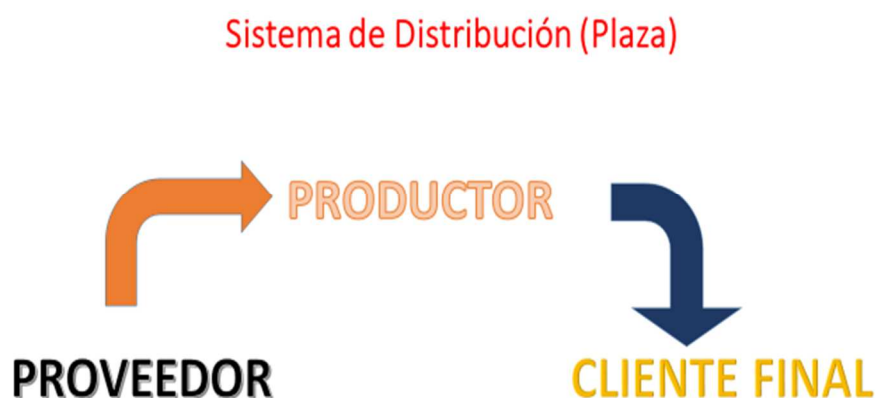 Sistema de Distribución (Plaza)
PRODUCTOR
PROVEEDOR
CLIENTE FINAL